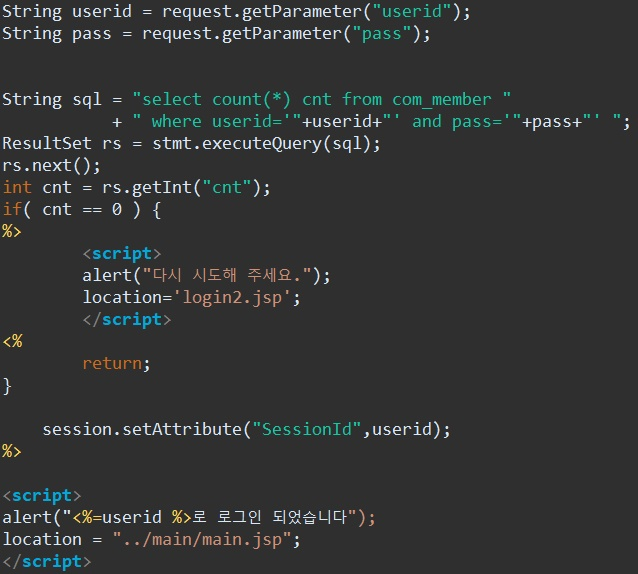 String userid = request.getParameter("userid");
String pass = request.getParameter("pass");
String sql = "select count(*) cnt from com_member "
+ " where userid='"+userid+"' and pass='"+pass+"' ";
ResultSet rs = stmt.executeQuery(sql);
rs.next();
int cnt = rs.getInt("cnt");
if( cnt == 0 ) {
%>
<script>
alert("다시 시도해 주세요.");
location='login2.jsp';
</script>
<%
return;
}
session.setAttribute("SessionId",userid);
%>
<script>
alert("<%=userid %>로 로그인 되었습니다");
location = "../main/main.jsp";
</script>